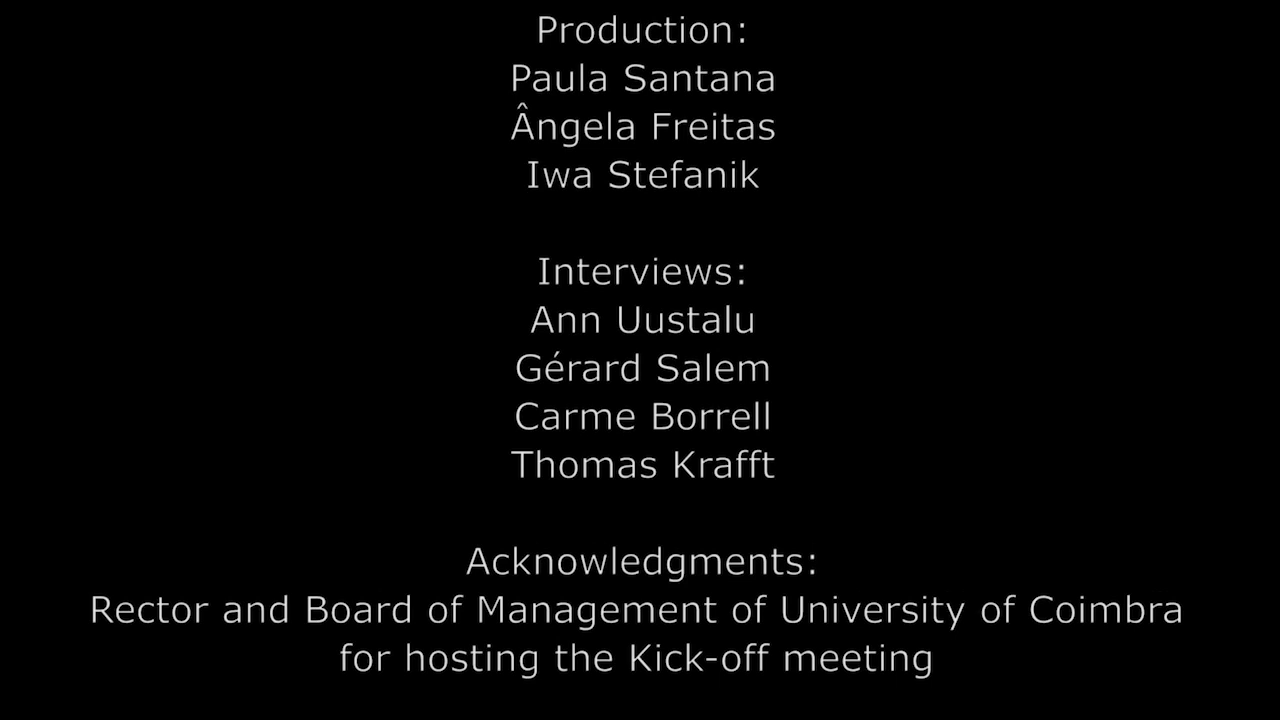 Production:
Paula Santana
Ângela Freitas
Iwa Stefanik
Interviews:
Ann Uustalu
Gérard Salem
Carme Borrell
Thomas Krafft
Acknowledgments:
Rector and Board of Management of University of Coimbra
for hosting the Kick-off meeting